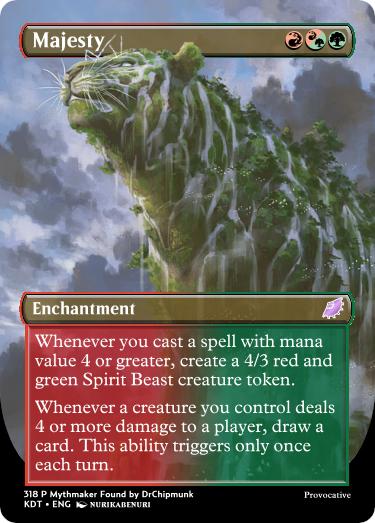 Majesty
Enchantment
Whenever you cast a spell with mana
value 4 or greater, create a 4/3 red and
green Spirit Beast creature token.
Whenever a creature you control deals
4 or more damage to a player, draw a
card. This ability triggers only once
each turn.
318 P Mythmaker Found by DrChipmunk
Provocative
KDT • ENG NURIKABENURI